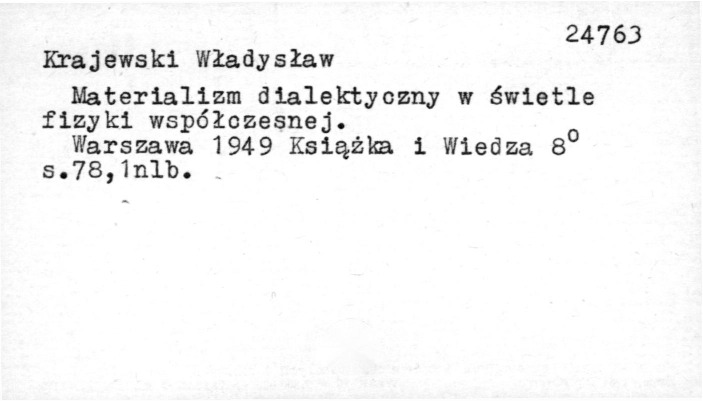 24763
Krajewski Władysław
Materializm dialektyczny w świetle
fizyki współczesnej.
Warszawa 1949 Książka i Wiedza 8⁰
s.78,1nlb.